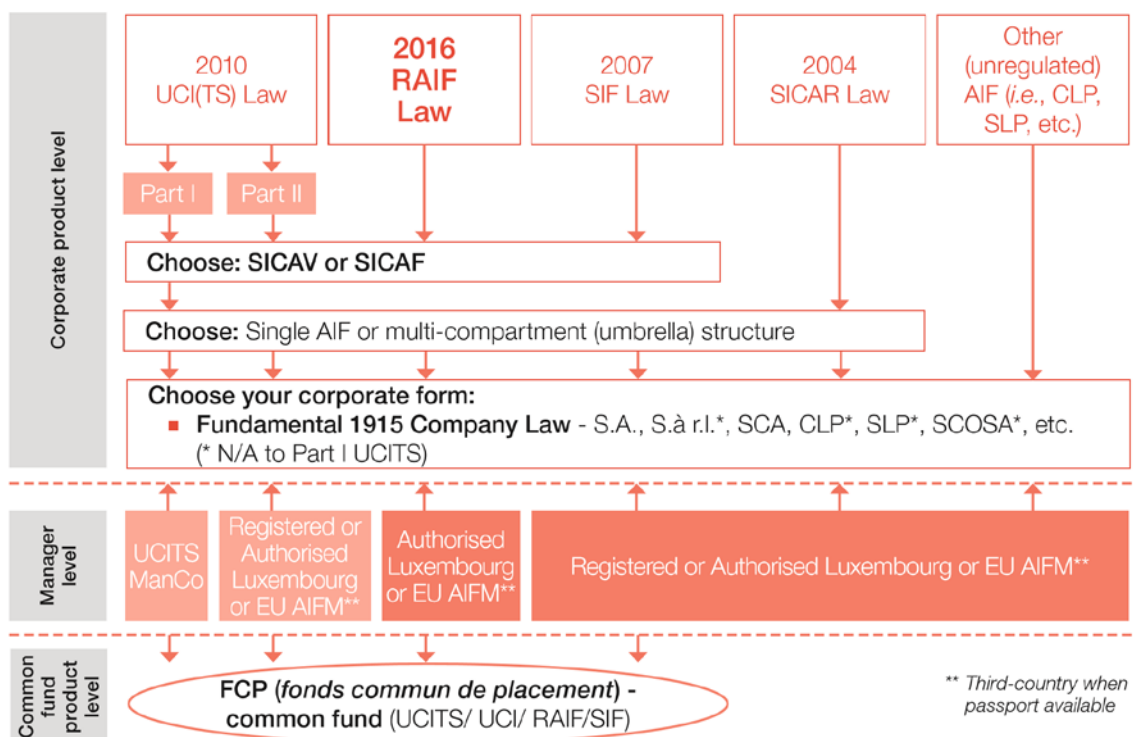 Corporate product level
2010
UCI(TS) Law
2016
RAIF
Law
2007
SIF Law
2004
SICAR Law
Other
(unregulated)
AIF (i.e., CLP,
SLP, etc.)
Part I
Part II
Choose: SICAV or SICAF
Choose: Single AIF or multi-compartment (umbrella) structure
Choose your corporate form:
Fundamental 1915 Company Law - S.A., S.à r.l.*, SCA, CLP*, SLP*, SCOSA*, etc.
(* N/A to Part I UCITS)
Manager
level
UCITS
ManCo
Registered or
Authorised
Luxembourg
or EU AIFM**
Authorised
Luxembourg
or EU AIFM**
Registered or Authorised Luxembourg or EU AIFM**
Common
fund
product
level
FCP (fonds commun de placement) -
common fund (UCITS/ UCI/ RAIF/SIF)
** Third-country when
passport available